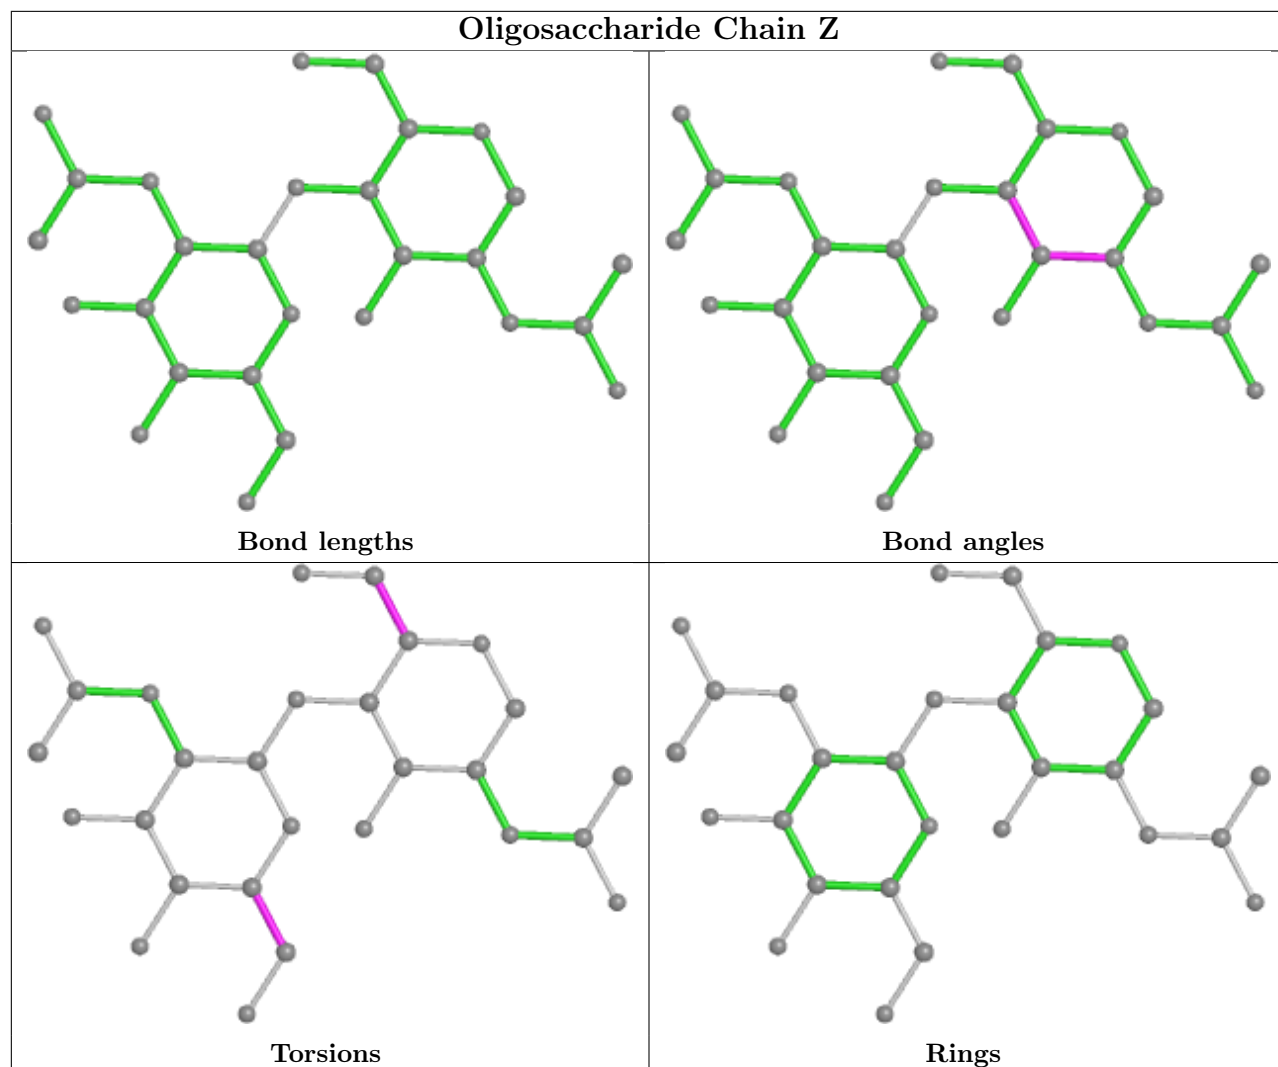 Oligosaccharide Chain Z
Bond lengths
Bond angles
Torsions
Rings